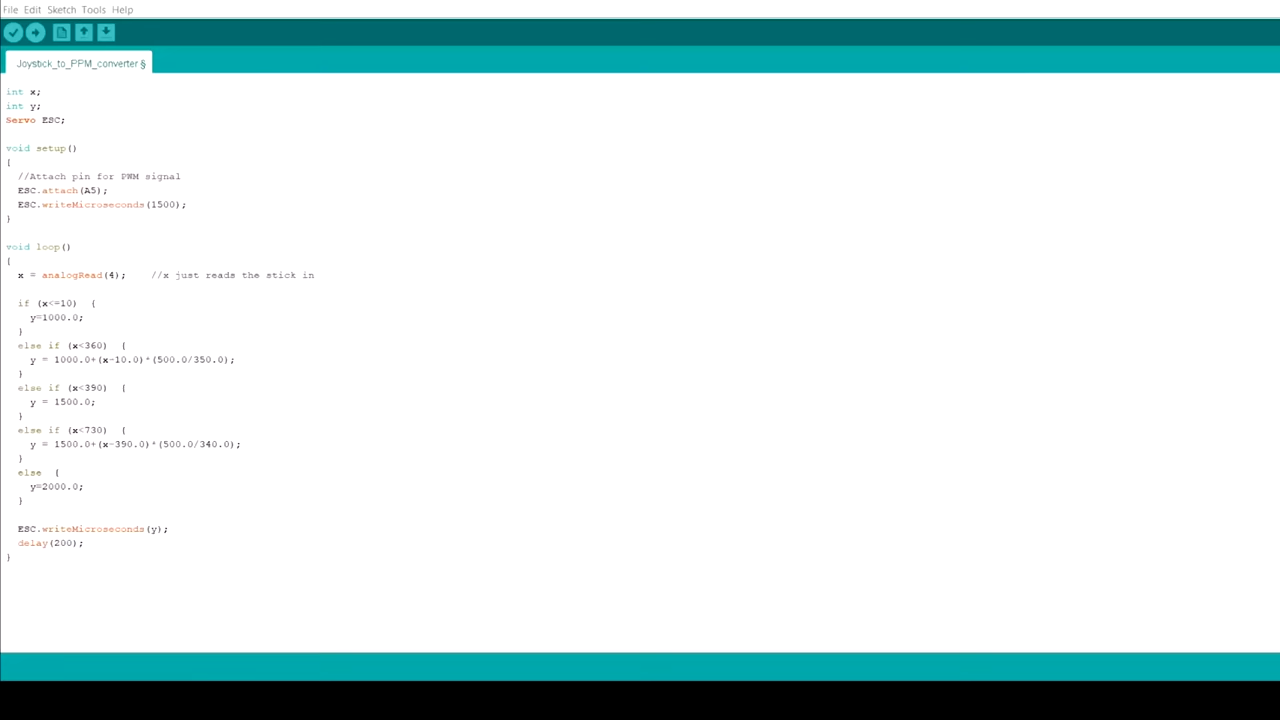 File Edit Sketch Tools Help
Joystick_to_PPM_converter §
int x;
int y;
Servo ESC;
void setup()
{
//Attach pin for PWM signal
ESC.attach(A5);
ESC.writeMicroseconds(1500);
}
void loop()
{
x = analogRead(4);    //x just reads the stick in
if (x<=10)  {
y=1000.0;
}
else if (x<360)  {
y = 1000.0+(x-10.0)*(500.0/350.0);
}
else if (x<390)  {
y = 1500.0;
}
else if (x<730)  {
y = 1500.0+(x-390.0)*(500.0/340.0);
}
else  {
y=2000.0;
}
ESC.writeMicroseconds(y);
delay(200);
}